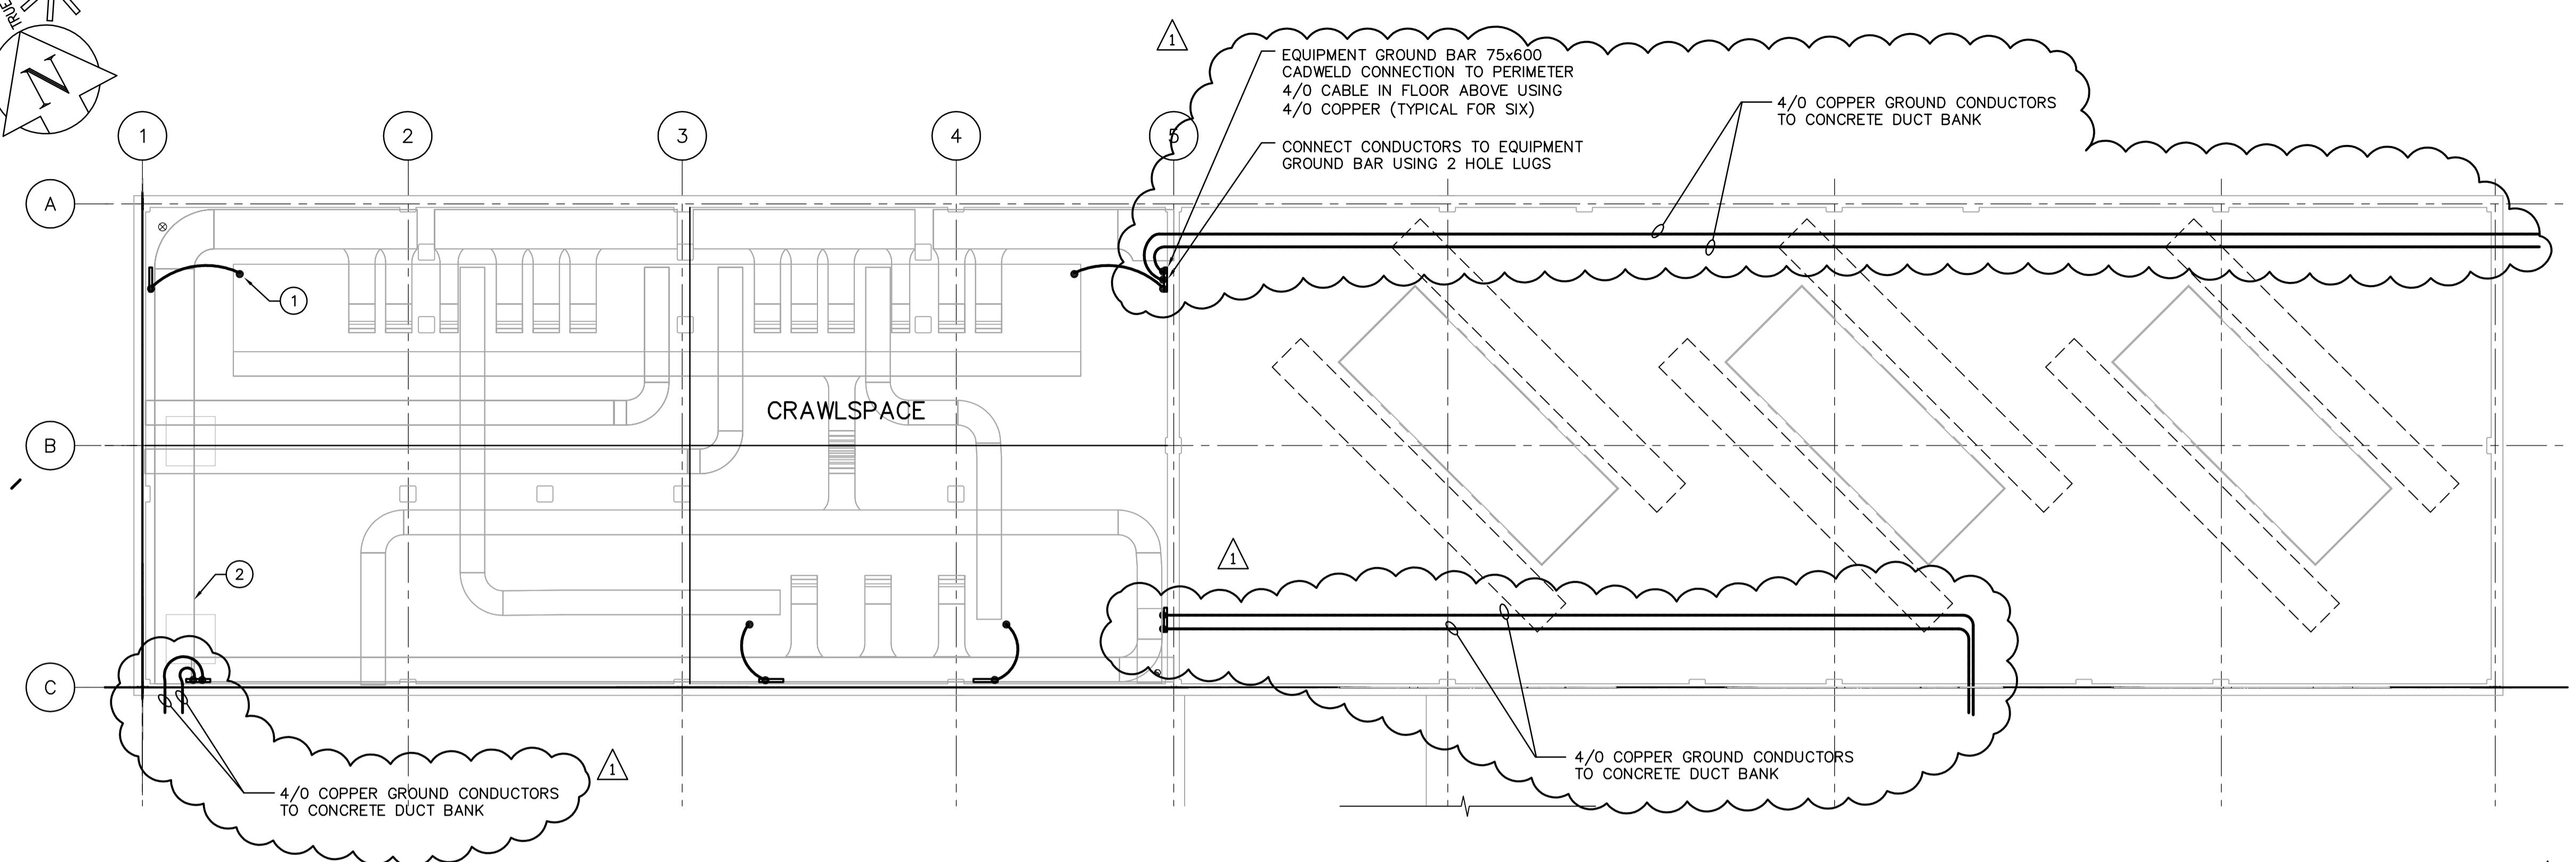 TRUE
N
1
EQUIPMENT GROUND BAR 75x600
CADWELD CONNECTION TO PERIMETER
4/0 CABLE IN FLOOR ABOVE USING
4/0 COPPER (TYPICAL FOR SIX)
CONNECT CONDUCTORS TO EQUIPMENT
GROUND BAR USING 2 HOLE LUGS
4/0 COPPER GROUND CONDUCTORS
TO CONCRETE DUCT BANK
1
2
3
4
5
A
1
CRAWLSPACE
B
1
2
C
4/0 COPPER GROUND CONDUCTORS
TO CONCRETE DUCT BANK
1
4/0 COPPER GROUND CONDUCTORS
TO CONCRETE DUCT BANK